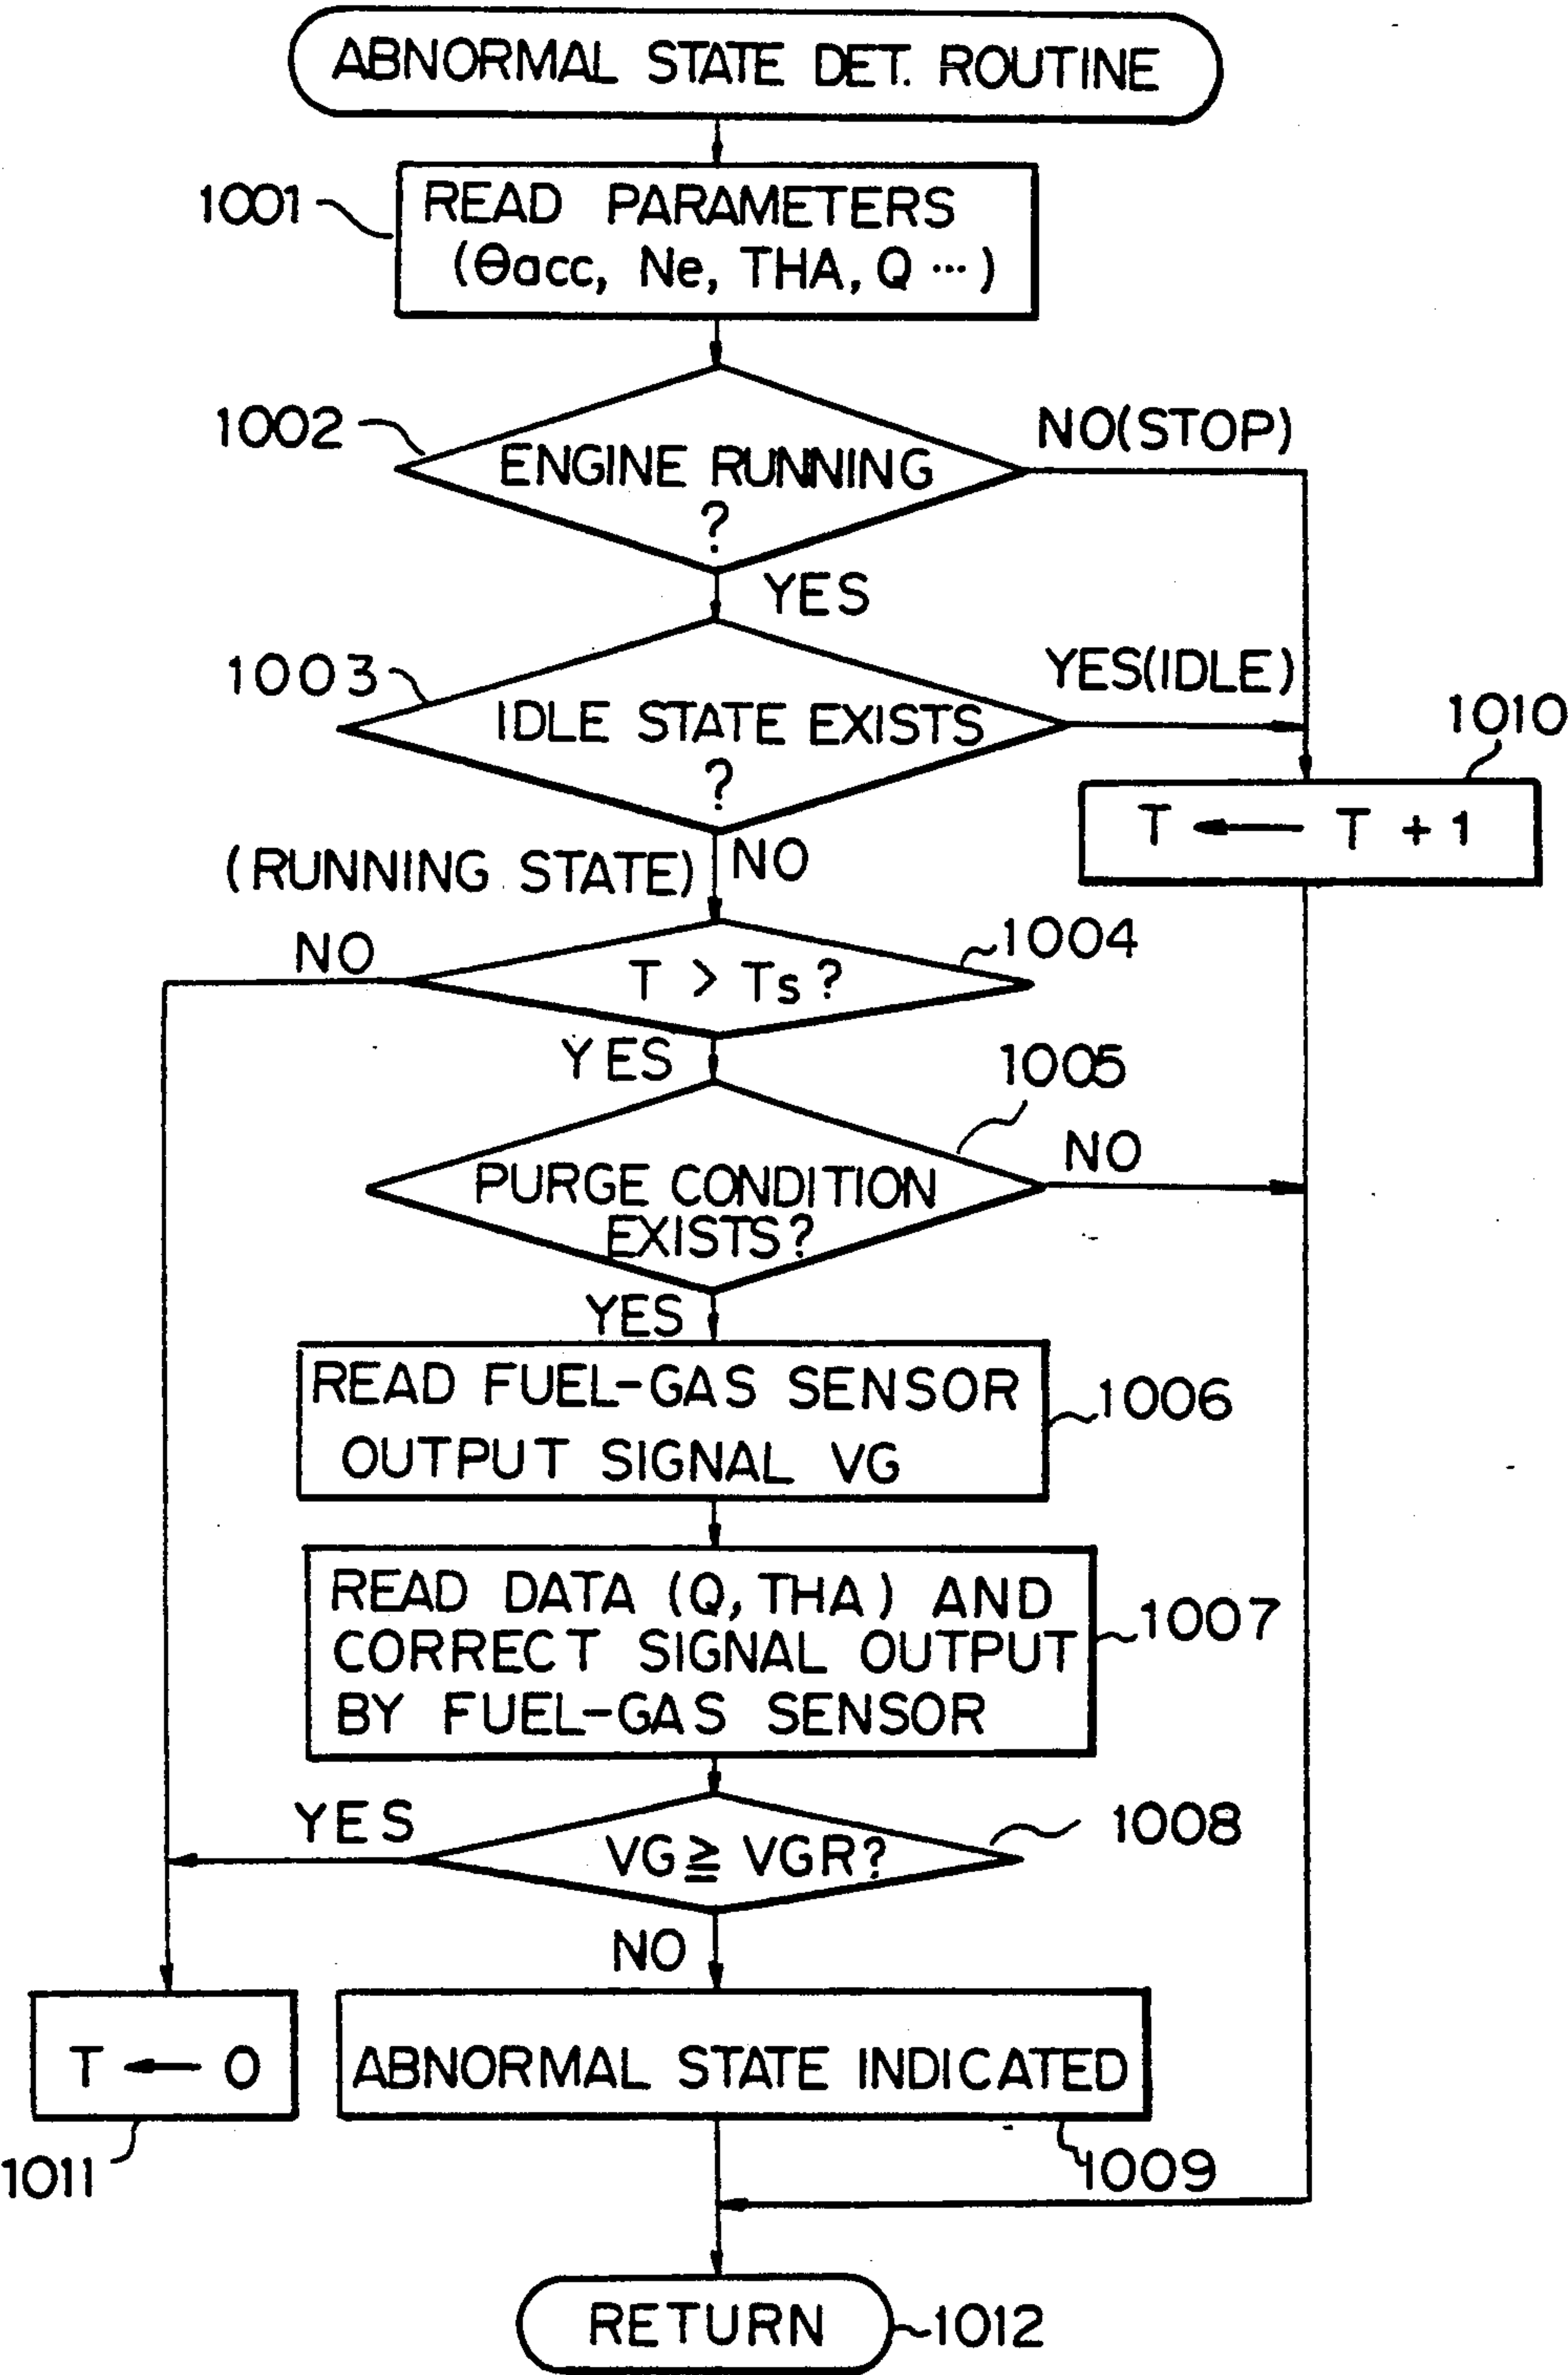 ABNORMAL STATE DET. ROUTINE
1001
READ PARAMETERS
(θacc, Ne, THA, Q ···)
1002
NO(STOP)
ENGINE RUNNING
?
YES
1003
YES(IDLE)
IDLE STATE EXISTS
?
1010
T ← T + 1
(RUNNING STATE)
NO
NO
1004
T > Ts ?
YES
1005
NO
PURGE CONDITION
EXISTS?
YES
READ FUEL-GAS SENSOR
OUTPUT SIGNAL VG
1006
READ DATA (Q, THA) AND
CORRECT SIGNAL OUTPUT
BY FUEL-GAS SENSOR
1007
YES
1008
VG ≧ VGR?
NO
T ← 0
ABNORMAL STATE INDICATED
1011
1009
RETURN
1012